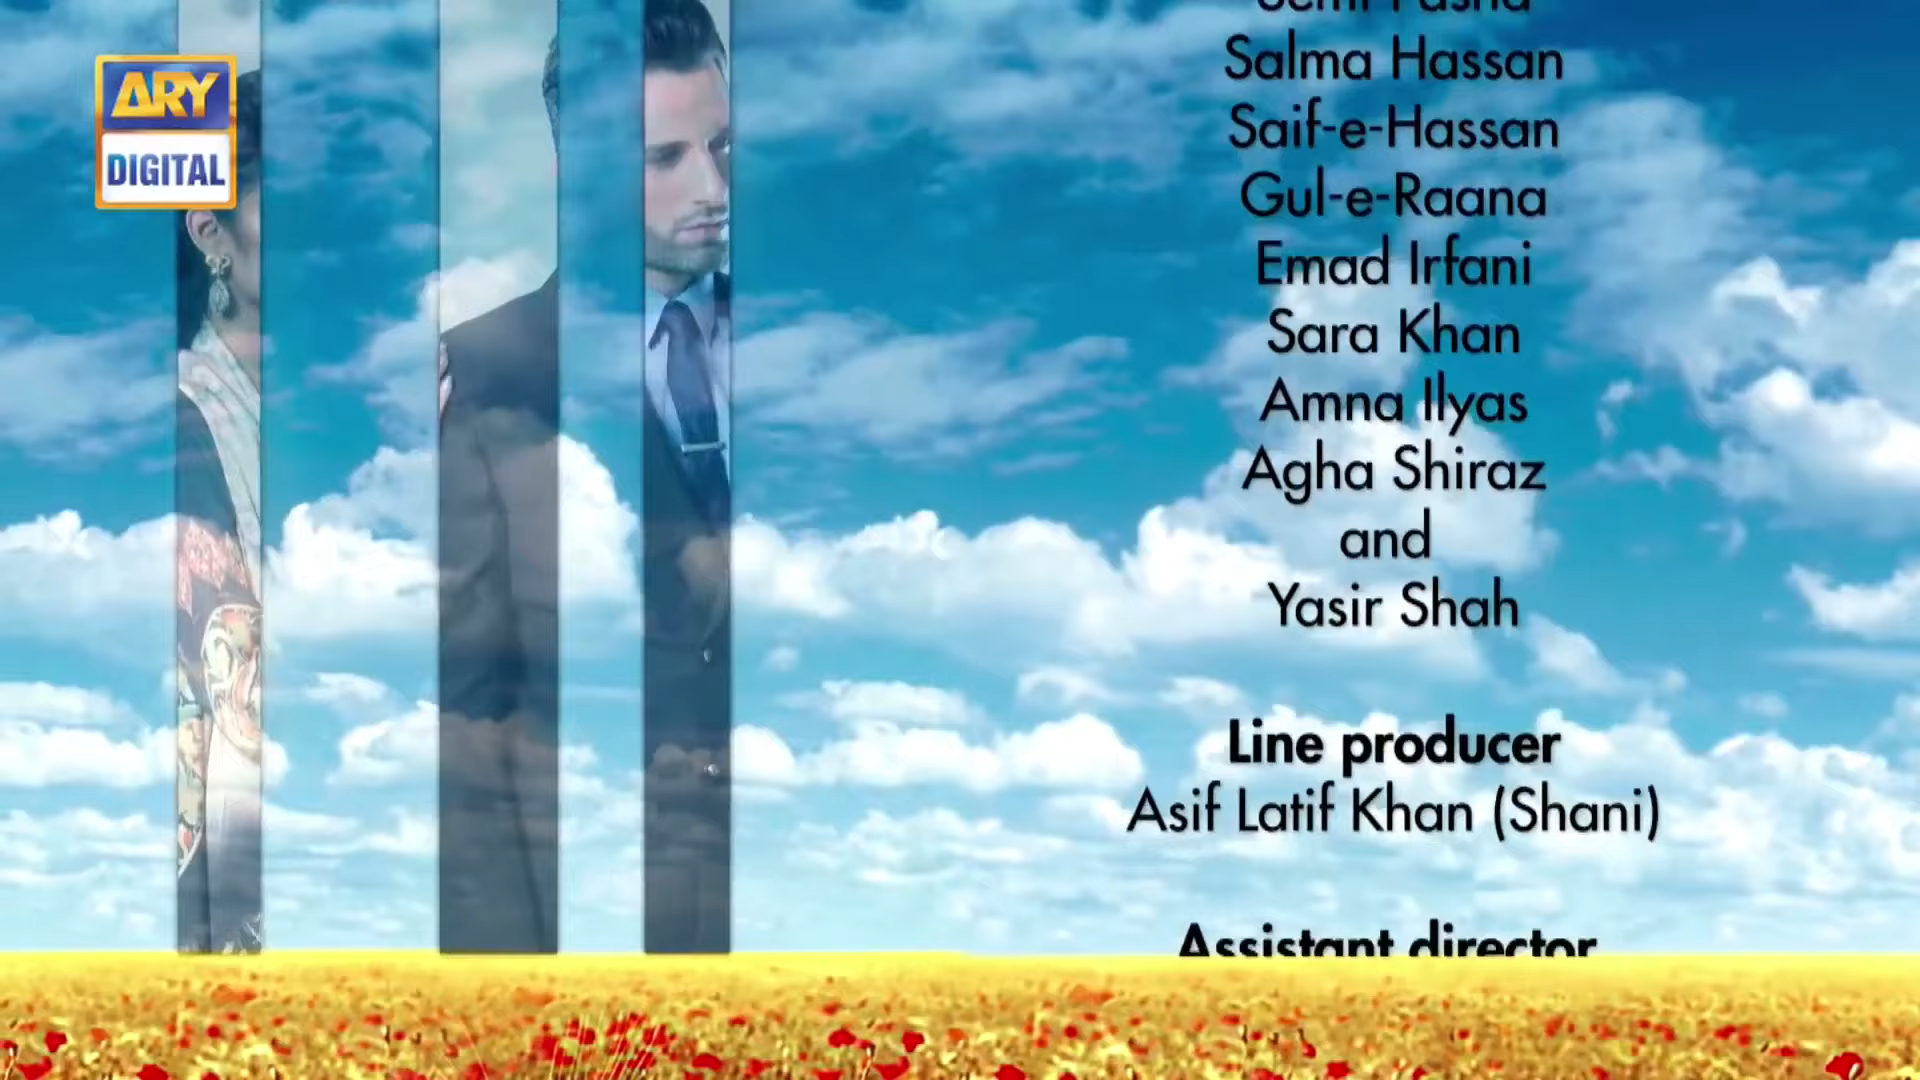 ARY
DIGITAL
Salma Hassan
Saif-e-Hassan
Gul-e-Raana
Emad Irfani
Sara Khan
Amna Ilyas
Agha Shiraz
and
Yasir Shah
Line producer
Asif Latif Khan (Shani)
Assistant director